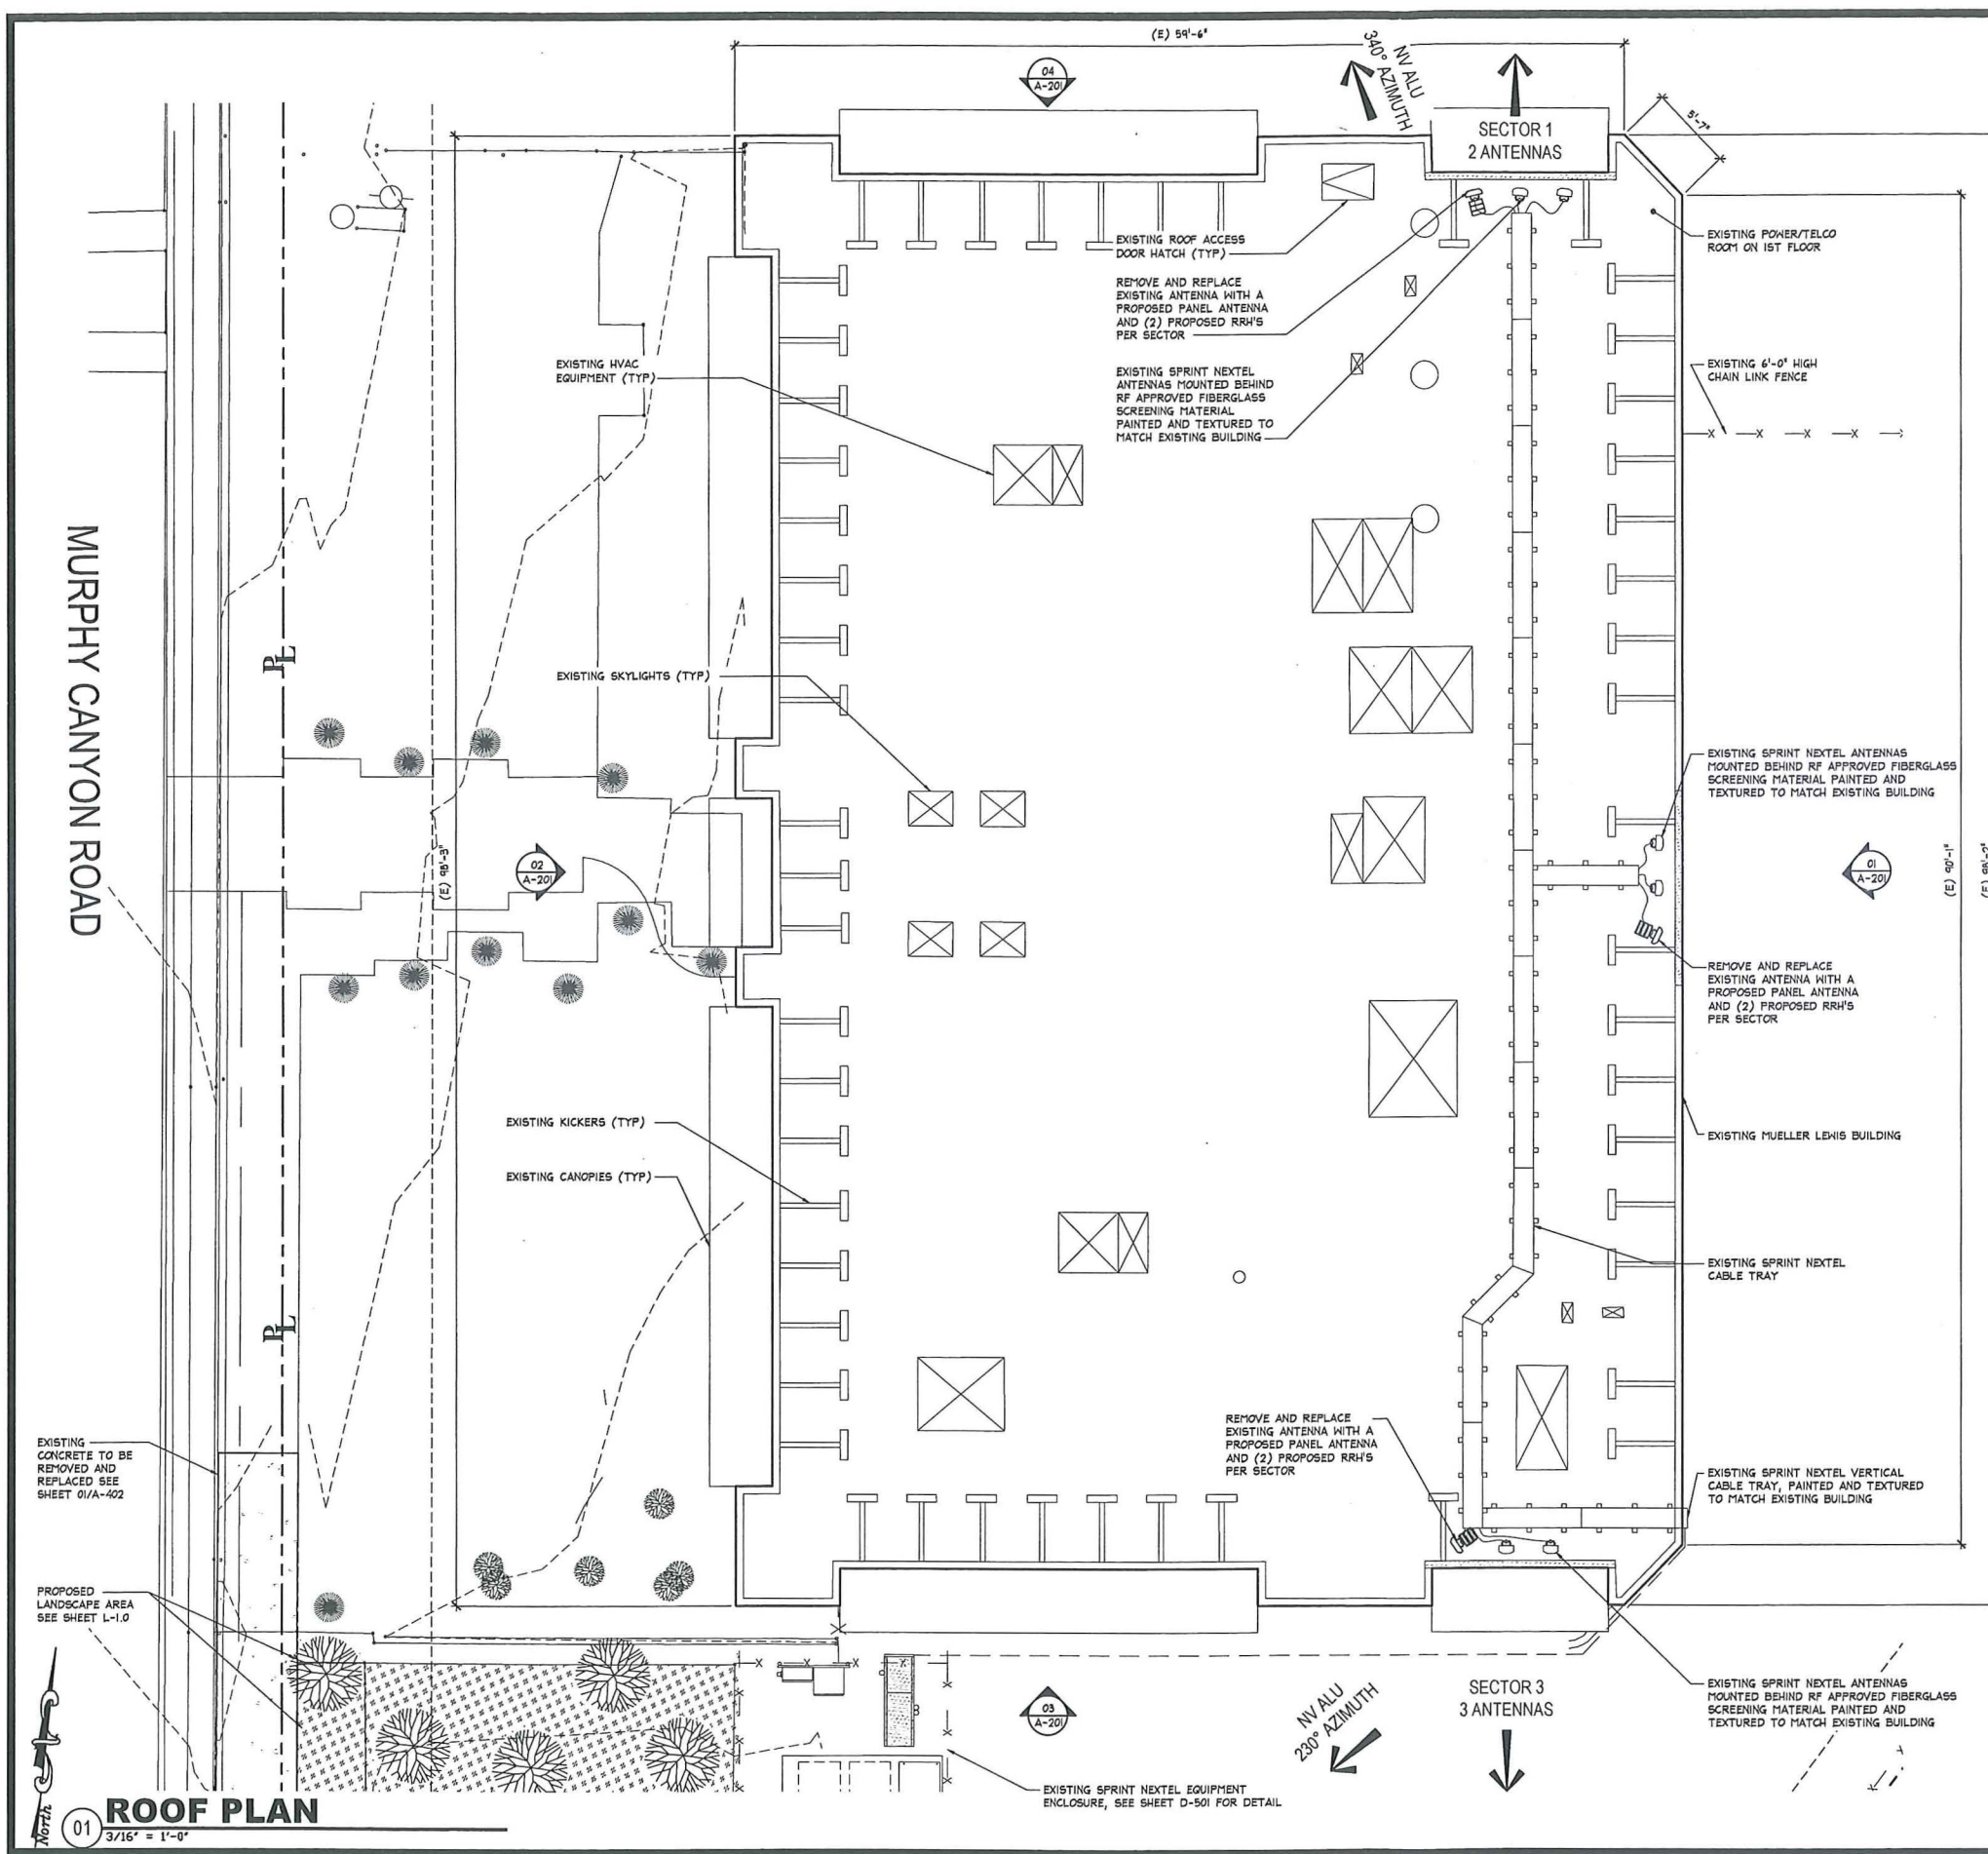 (E) 59'-6"
04
A-201
NV ALU
340° AZIMUTH
SECTOR 1
2 ANTENNAS
5'-7"
EXISTING ROOF ACCESS
DOOR HATCH (TYP)
EXISTING POWER/TELCO
ROOM ON 1ST FLOOR
REMOVE AND REPLACE
EXISTING ANTENNA WITH A
PROPOSED PANEL ANTENNA
AND (2) PROPOSED RRH'S
PER SECTOR
EXISTING HVAC
EQUIPMENT (TYP)
EXISTING SPRINT NEXTEL
ANTENNAS MOUNTED BEHIND
RF APPROVED FIBERGLASS
SCREENING MATERIAL
PAINTED AND TEXTURED TO
MATCH EXISTING BUILDING
EXISTING 6'-0" HIGH
CHAIN LINK FENCE
X X X X
MURPHY CANYON ROAD
PL
EXISTING SKYLIGHTS (TYP)
EXISTING SPRINT NEXTEL ANTENNAS
MOUNTED BEHIND RF APPROVED FIBERGLASS
SCREENING MATERIAL PAINTED AND
TEXTURED TO MATCH EXISTING BUILDING
(E) 98'-3"
02
A-201
01
A-201
(E) 90'-1"
(E) 98'-2"
REMOVE AND REPLACE
EXISTING ANTENNA WITH A
PROPOSED PANEL ANTENNA
AND (2) PROPOSED RRH'S
PER SECTOR
EXISTING KICKERS (TYP)
EXISTING MUELLER LEWIS BUILDING
EXISTING CANOPIES (TYP)
EXISTING SPRINT NEXTEL
CABLE TRAY
PL
EXISTING
CONCRETE TO BE
REMOVED AND
REPLACED SEE
SHEET 01/A-402
REMOVE AND REPLACE
EXISTING ANTENNA WITH A
PROPOSED PANEL ANTENNA
AND (2) PROPOSED RRH'S
PER SECTOR
EXISTING SPRINT NEXTEL VERTICAL
CABLE TRAY, PAINTED AND TEXTURED
TO MATCH EXISTING BUILDING
PROPOSED
LANDSCAPE AREA
SEE SHEET L-1.0
03
A-201
NV ALU
230° AZIMUTH
SECTOR 3
3 ANTENNAS
EXISTING SPRINT NEXTEL ANTENNAS
MOUNTED BEHIND RF APPROVED FIBERGLASS
SCREENING MATERIAL PAINTED AND
TEXTURED TO MATCH EXISTING BUILDING
EXISTING SPRINT NEXTEL EQUIPMENT
ENCLOSURE, SEE SHEET D-501 FOR DETAIL
North
01
ROOF PLAN
3/16" = 1'-0"